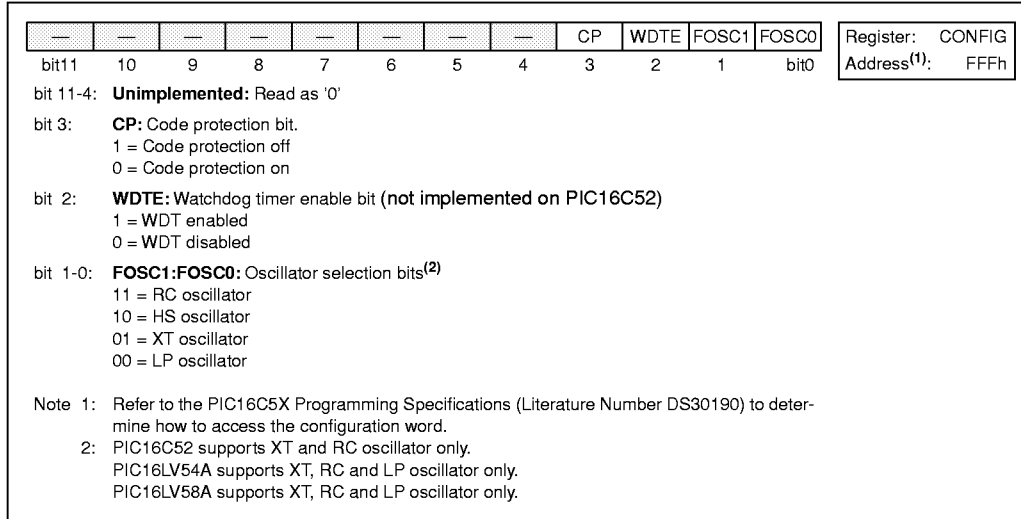 — — — — — — — — CP WDTE FOSC1 FOSC0
bit11 10 9 8 7 6 5 4 3 2 1 bit0
Register: CONFIG
Address(1): FFFh
bit 11-4: Unimplemented: Read as '0'
bit 3: CP: Code protection bit.
1 = Code protection off
0 = Code protection on
bit 2: WDTE: Watchdog timer enable bit (not implemented on PIC16C52)
1 = WDT enabled
0 = WDT disabled
bit 1-0: FOSC1:FOSC0: Oscillator selection bits(2)
11 = RC oscillator
10 = HS oscillator
01 = XT oscillator
00 = LP oscillator
Note 1: Refer to the PIC16C5X Programming Specifications (Literature Number DS30190) to deter-
mine how to access the configuration word.
2: PIC16C52 supports XT and RC oscillator only.
PIC16LV54A supports XT, RC and LP oscillator only.
PIC16LV58A supports XT, RC and LP oscillator only.